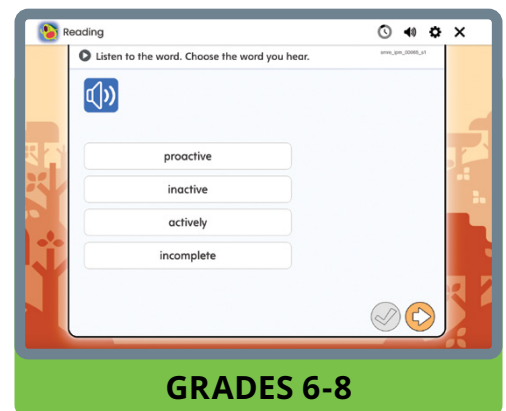 Reading
Listen to the word. Choose the word you hear.
proactive
inactive
actively
incomplete
GRADES 6-8